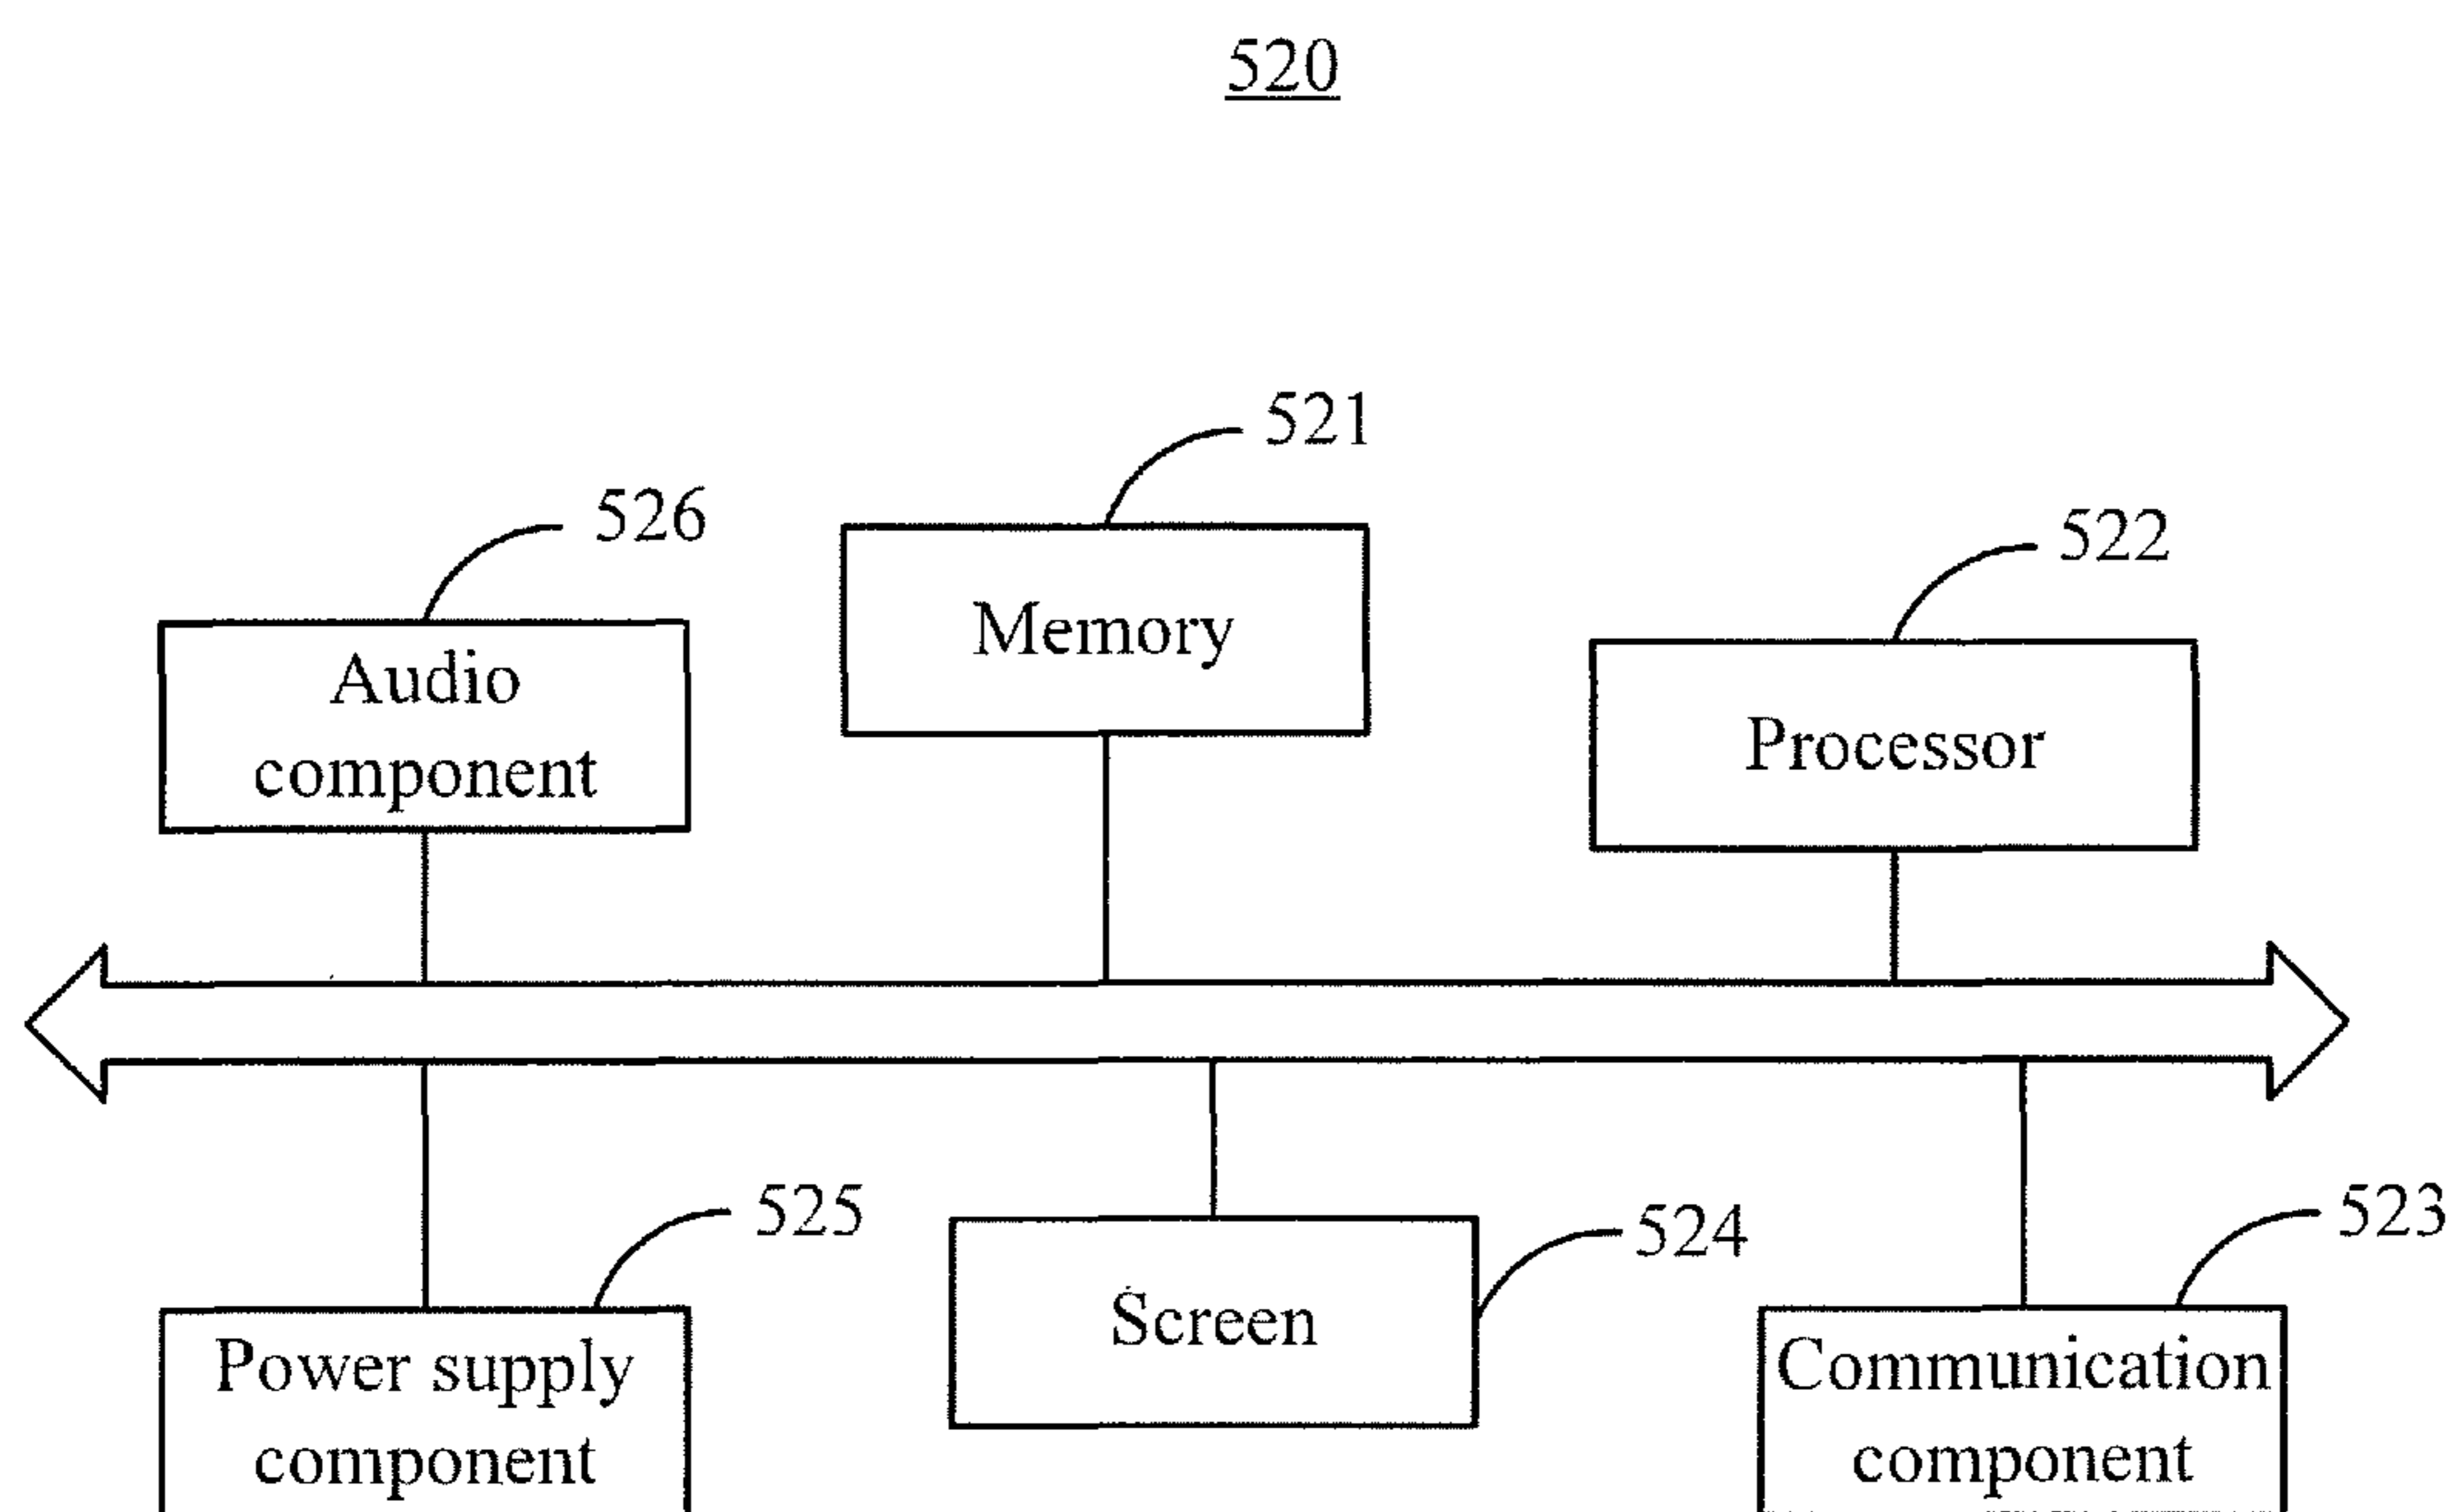 520
521
526
522
Memory
Audio
component
Processor
525
524
523
Screen
Power supply
component
Communication
component